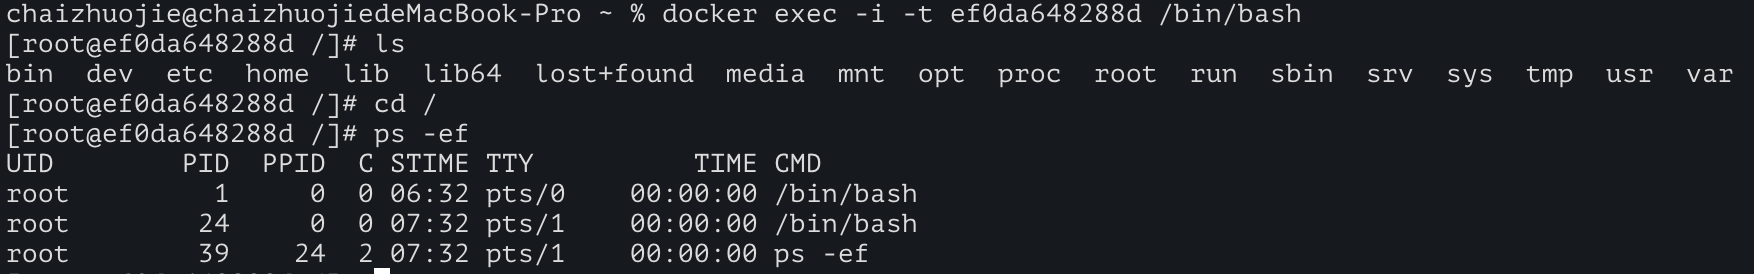 chaizhuojie@chaizhuojiedeMacBook-Pro ~ % docker exec -i -t ef0da648288d /bin/bash
[root@ef0da648288d /]# ls
bin  dev  etc  home  lib  lib64  lost+found  media  mnt  opt  proc  root  run  sbin  srv  sys  tmp  usr  var
[root@ef0da648288d /]# cd /
[root@ef0da648288d /]# ps -ef
UID        PID  PPID  C STIME TTY          TIME CMD
root         1     0  0 06:32 pts/0    00:00:00 /bin/bash
root        24     0  0 07:32 pts/1    00:00:00 /bin/bash
root        39    24  2 07:32 pts/1    00:00:00 ps -ef